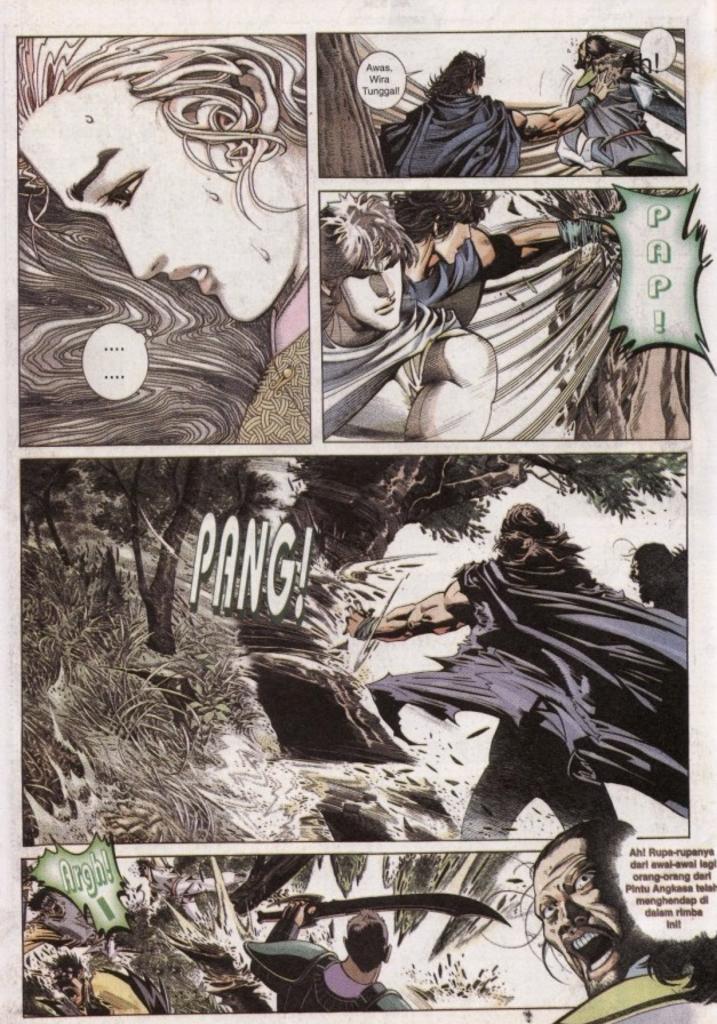 ....
....
Awas,
Wira
Tunggal!
Ah!
PAP!
PANG!
Argh!
Ah! Rupa-rupanya
dari awal-awal lagi
orang-orang dari
Pintu Angkasa telah
menghendap di
dalam rimba
ini!